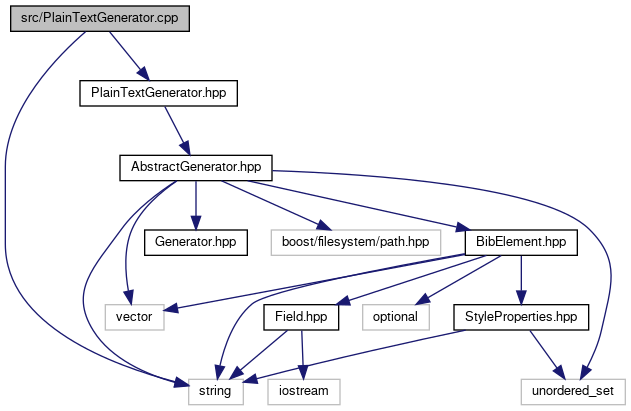 src/PlainTextGenerator.cpp
PlainTextGenerator.hpp
AbstractGenerator.hpp
Generator.hpp
boost/filesystem/path.hpp
BibElement.hpp
vector
Field.hpp
optional
StyleProperties.hpp
string
iostream
unordered_set